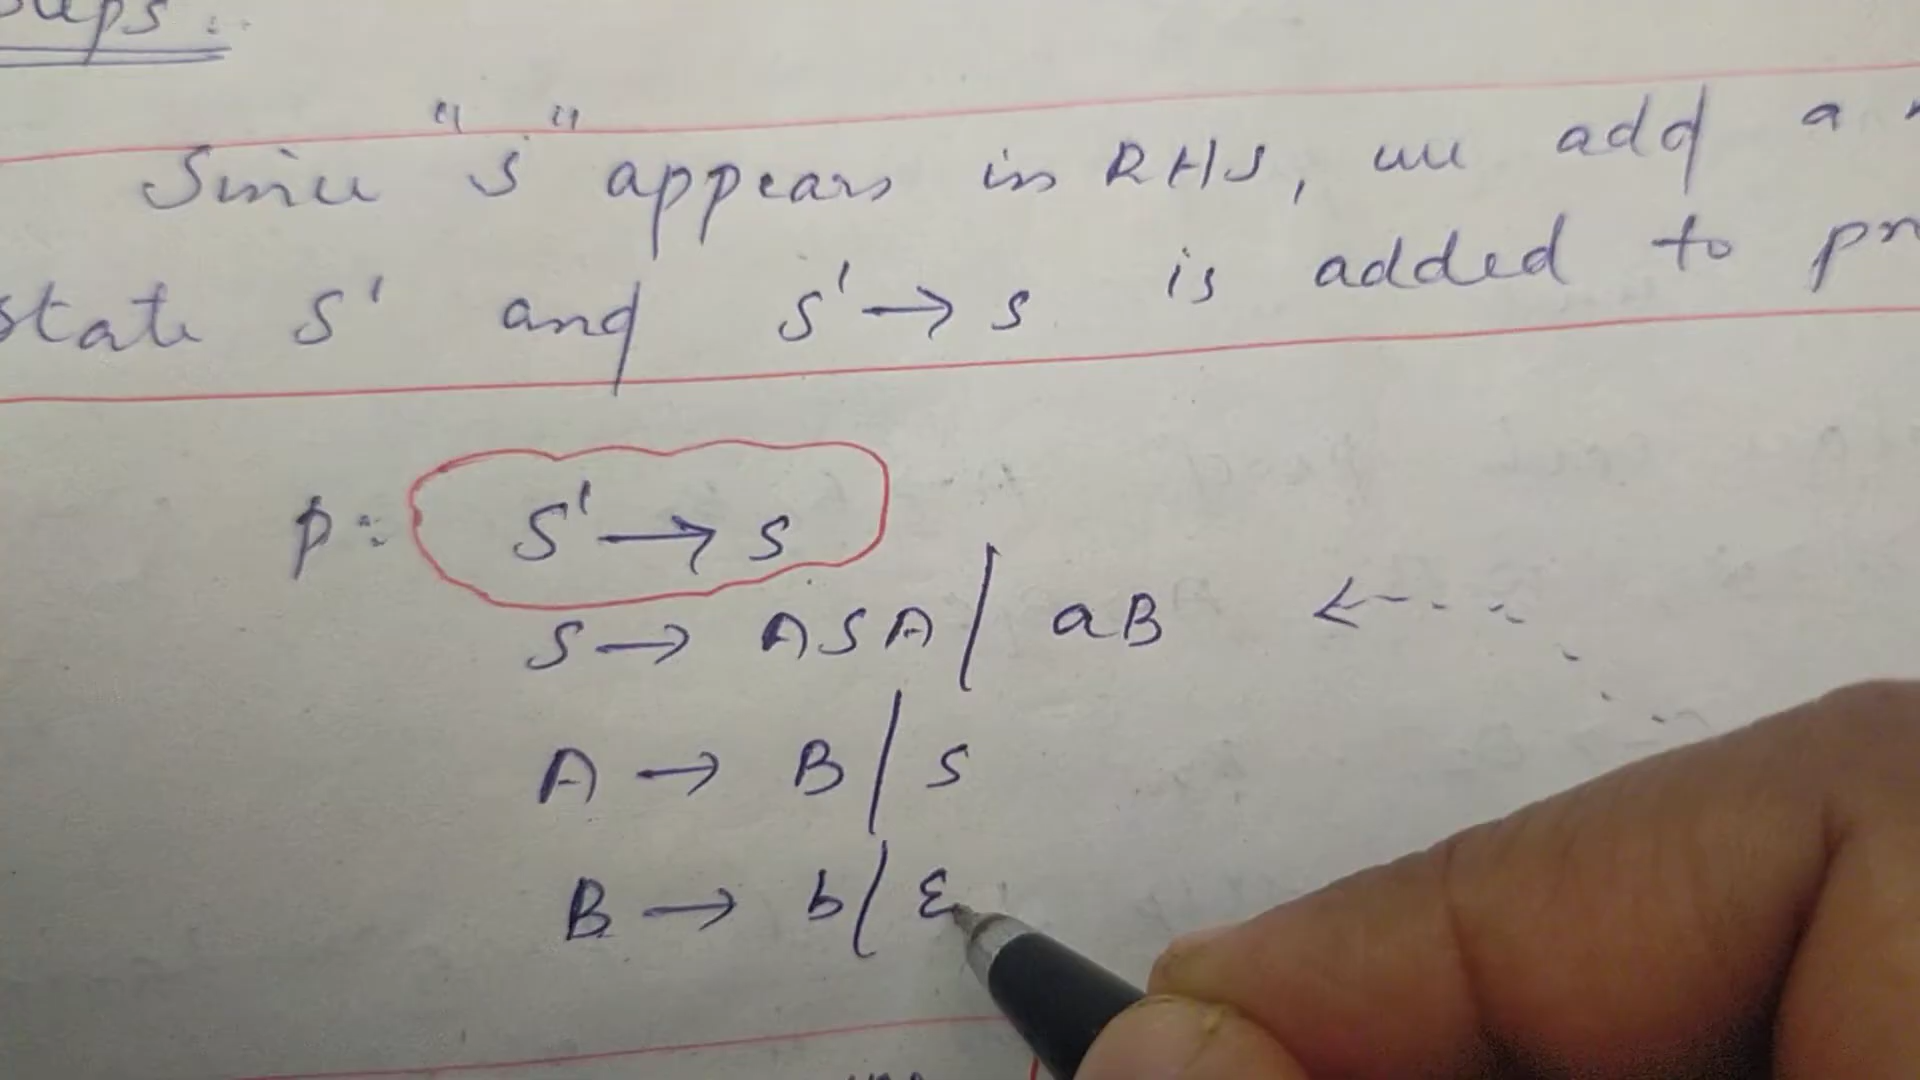 Since "S" appears in RHS, we add a
state S' and S' → S is added to
P: S' → S
S → ASA / aB
A → B / S
B → b / ε